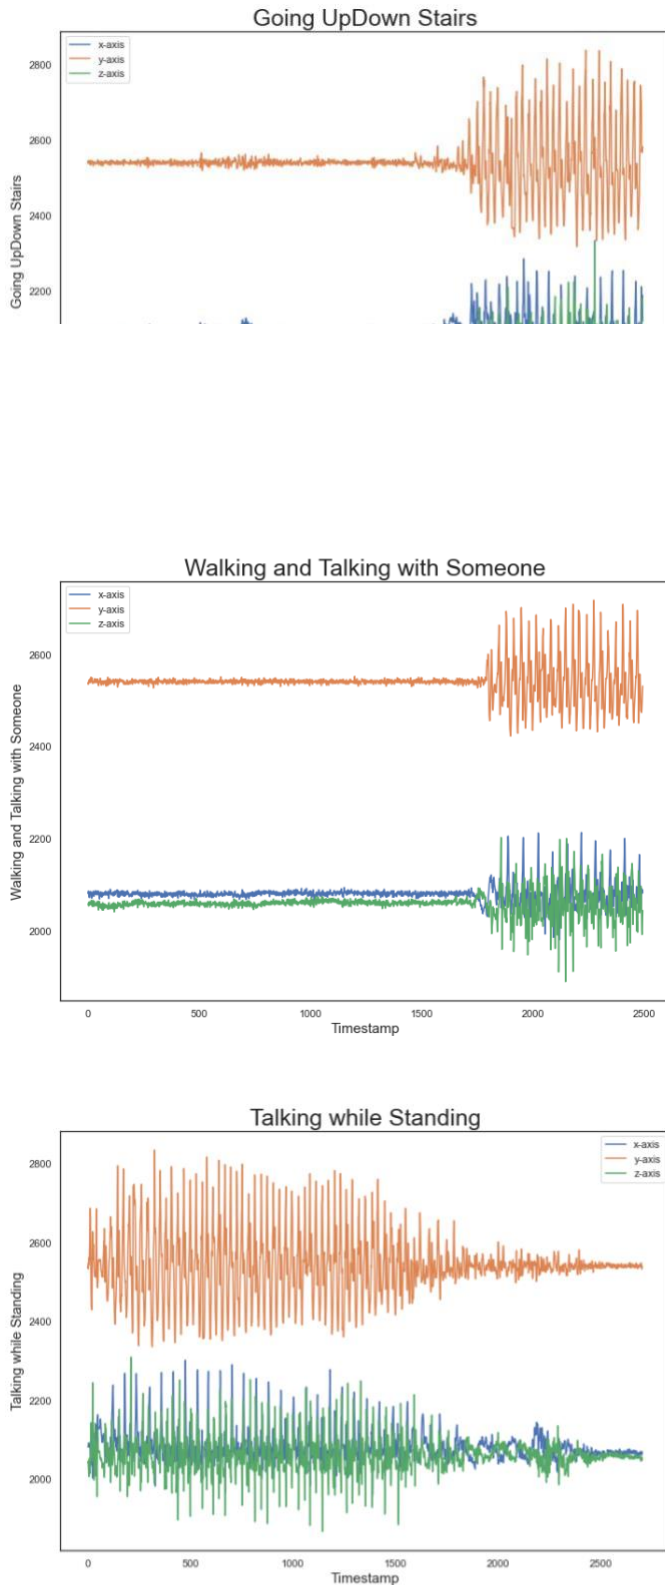 Going UpDown Stairs
x-axis
y-axis
z-axis
2800
2600
2400
2200
Going UpDown Stairs
Walking and Talking with Someone
x-axis
y-axis
z-axis
2600
2400
2200
2000
Walking and Talking with Someone
0 500 1000 1500 2000 2500
Timestamp
Talking while Standing
x-axis
y-axis
z-axis
2800
2600
2400
2200
2000
Talking while Standing
0 500 1000 1500 2000 2500
Timestamp